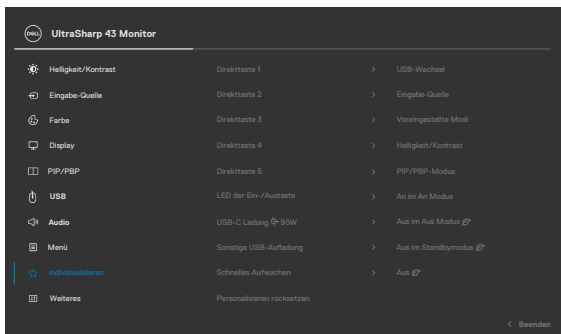 DELL UltraSharp 43 Monitor
Helligkeit/Kontrast Direkttaste 1 > USB-Wechsel
Eingabe-Quelle Direkttaste 2 > Eingabe-Quelle
Farbe Direkttaste 3 > Voreingestellte Modi
Display Direkttaste 4 > Helligkeit/Kontrast
PIP/PBP Direkttaste 5 > PIP/PBP-Modus
USB LED der Ein-/Austaste > An im An Modus
Audio USB-C Ladung 90W > Aus im Aus Modus
Menü Sonstige USB-Aufladung > Aus im Standbymodus
Individualisieren Schnelles Aufwachen > Aus
Weiteres Personalisieren rücksetzen
< Beenden